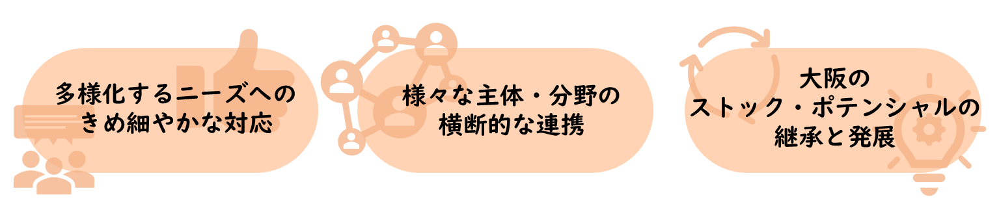 多様化するニーズへの
きめ細やかな対応
様々な主体・分野の
横断的な連携
大阪の
ストック・ポテンシャルの
継承と発展